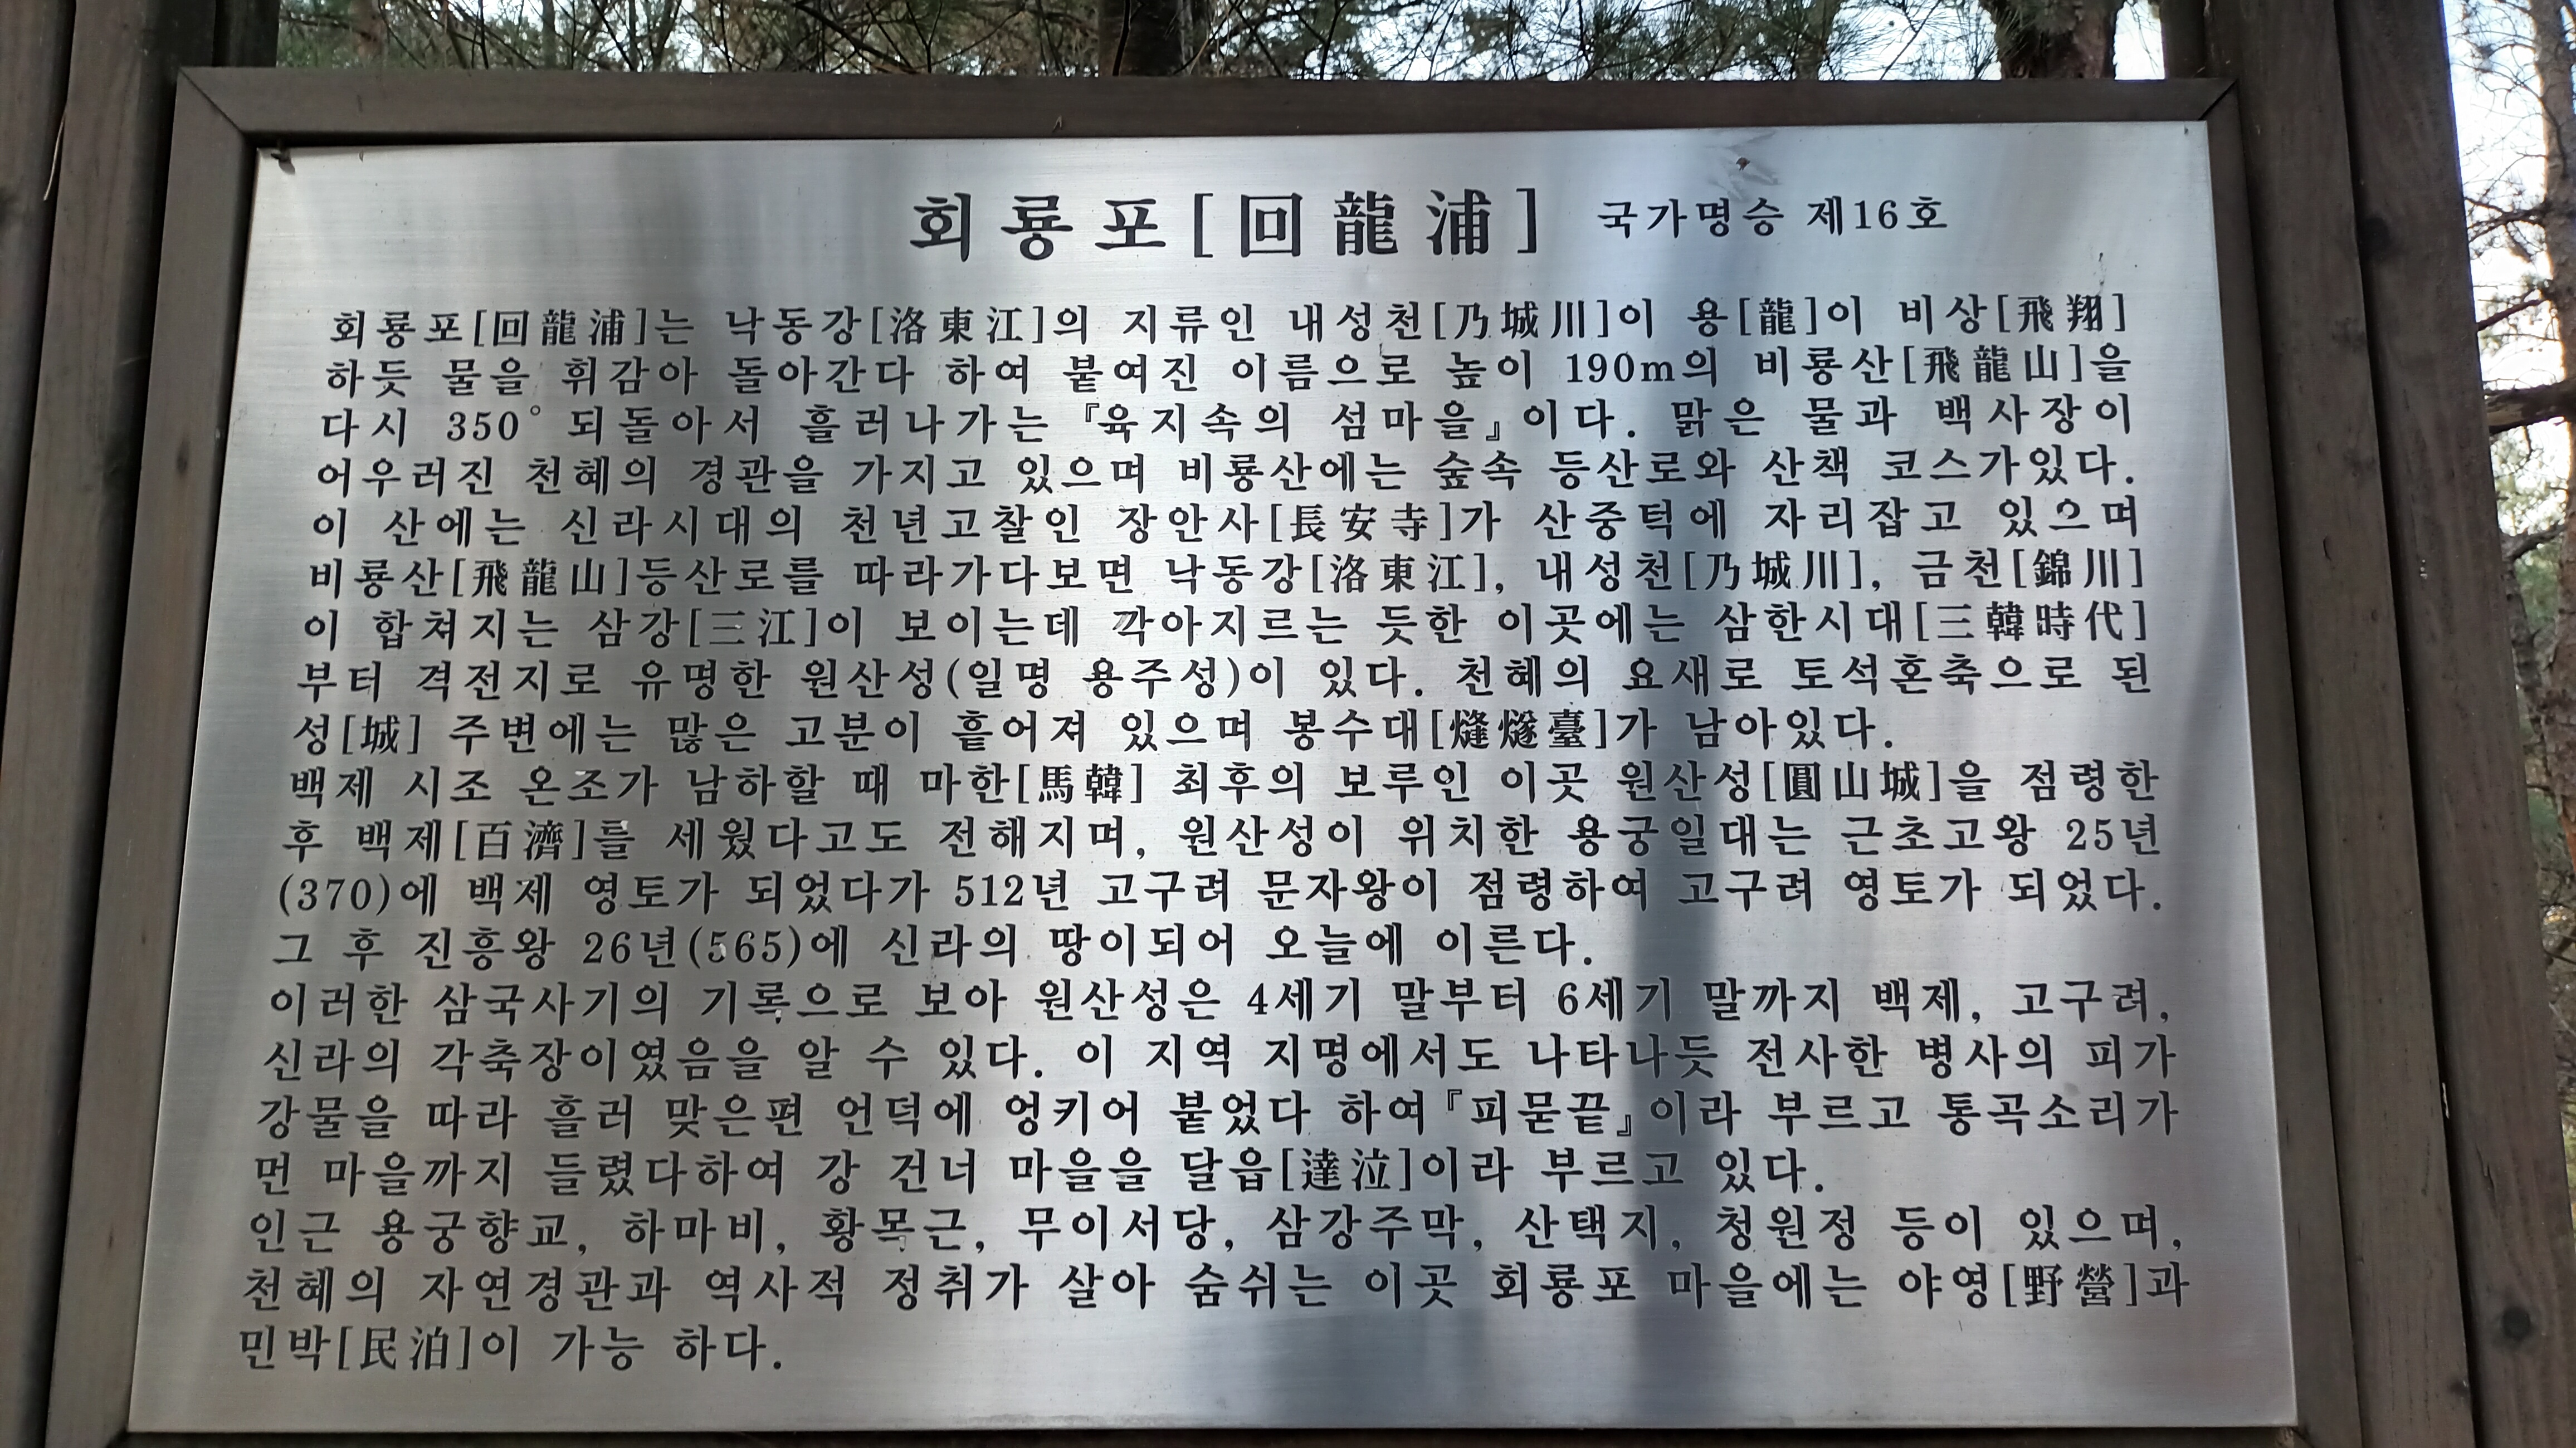 회룡포[回龍浦] 국가명승 제16호
회룡포[回龍浦]는 낙동강[洛東江]의 지류인 내성천[乃城川]이 용[龍]이 비상[飛翔]
하듯 물을 휘감아 돌아간다 하여 붙여진 이름으로 높이 190m의 비룡산[飛龍山]을
다시 350° 되돌아서 흘러나가는 『육지속의 섬마을』이다. 맑은 물과 백사장이
어우러진 천혜의 경관을 가지고 있으며 비룡산에는 숲속 등산로와 산책 코스가있다.
이 산에는 신라시대의 천년고찰인 장안사[長安寺]가 산중턱에 자리잡고 있으며
비룡산[飛龍山]등산로를 따라가다보면 낙동강[洛東江], 내성천[乃城川], 금천[錦川]
이 합쳐지는 삼강[三江]이 보이는데 깍아지르는 듯한 이곳에는 삼한시대[三韓時代]
부터 격전지로 유명한 원산성(일명 용주성)이 있다. 천혜의 요새로 토석혼축으로 된
성[城] 주변에는 많은 고분이 흩어져 있으며 봉수대[熢燧臺]가 남아있다.
백제 시조 온조가 남하할 때 마한[馬韓] 최후의 보루인 이곳 원산성[圓山城]을 점령한
후 백제[百濟]를 세웠다고도 전해지며, 원산성이 위치한 용궁일대는 근초고왕 25년
(370)에 백제 영토가 되었다가 512년 고구려 문자왕이 점령하여 고구려 영토가 되었다.
그 후 진흥왕 26년(565)에 신라의 땅이되어 오늘에 이른다.
이러한 삼국사기의 기록으로 보아 원산성은 4세기 말부터 6세기 말까지 백제, 고구려,
신라의 각축장이였음을 알 수 있다. 이 지역 지명에서도 나타나듯 전사한 병사의 피가
강물을 따라 흘러 맞은편 언덕에 엉키어 붙었다 하여『피묻끝』이라 부르고 통곡소리가
먼 마을까지 들렸다하여 강 건너 마을을 달읍[達泣]이라 부르고 있다.
인근 용궁향교, 하마비, 황목근, 무이서당, 삼강주막, 산택지, 청원정 등이 있으며,
천혜의 자연경관과 역사적 정취가 살아 숨쉬는 이곳 회룡포 마을에는 야영[野營]과
민박[民泊]이 가능 하다.